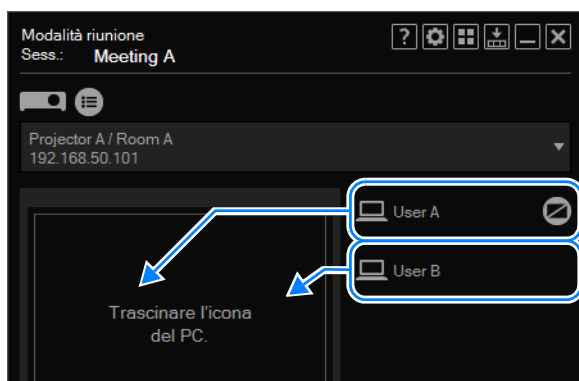 Modalità riunione
Sess.: Meeting A
?
Projector A / Room A
192.168.50.101
User A
User B
Trascinare l'icona
del PC.